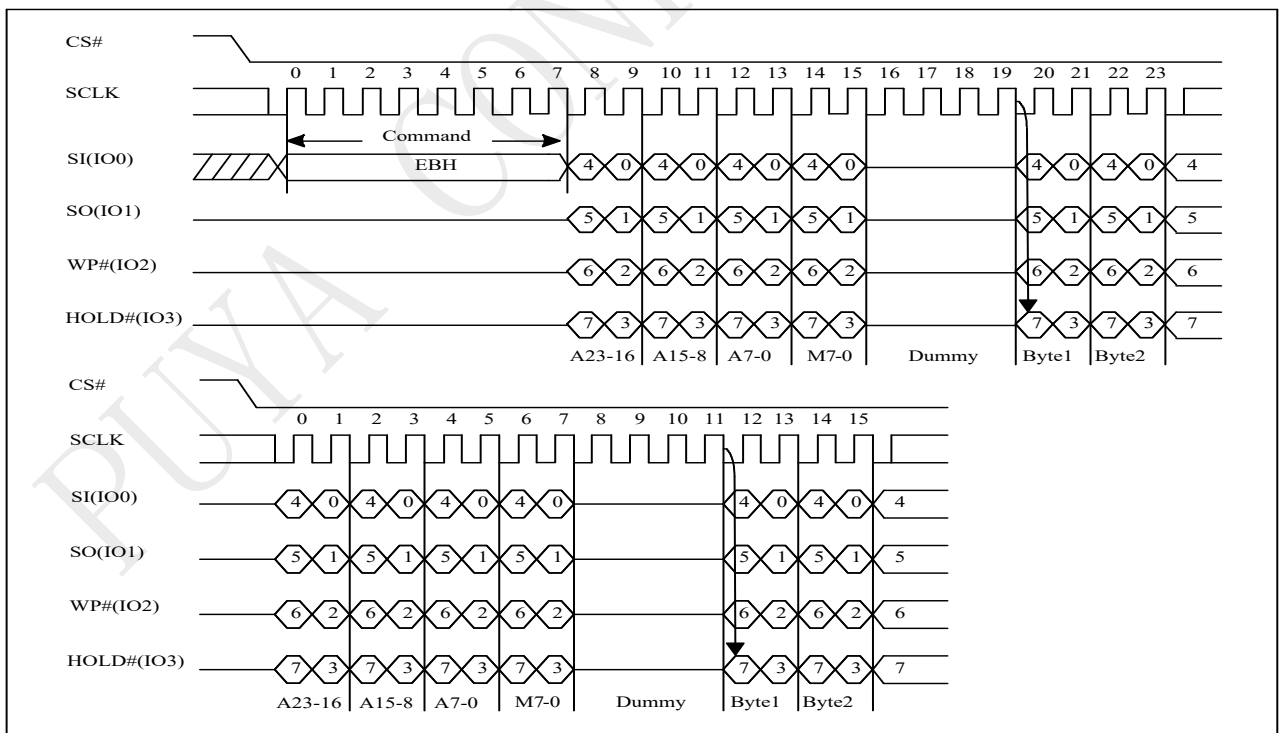 PUYA CON
CS#
0 1 2 3 4 5 6 7 8 9 10 11 12 13 14 15 16 17 18 19 20 21 22 23
SCLK
Command
SI(IO0) EBH 4 0 4 0 4 0 4 0 4 0 4 0 4
SO(IO1) 5 1 5 1 5 1 5 1 5 1 5 1 5
WP#(IO2) 6 2 6 2 6 2 6 2 6 2 6 2 6
HOLD#(IO3) 7 3 7 3 7 3 7 3 7 3 7 3 7
A23-16 A15-8 A7-0 M7-0 Dummy Byte1 Byte2
CS#
0 1 2 3 4 5 6 7 8 9 10 11 12 13 14 15
SCLK
SI(IO0) 4 0 4 0 4 0 4 0 4 0 4 0 4
SO(IO1) 5 1 5 1 5 1 5 1 5 1 5 1 5
WP#(IO2) 6 2 6 2 6 2 6 2 6 2 6 2 6
HOLD#(IO3) 7 3 7 3 7 3 7 3 7 3 7 3 7
A23-16 A15-8 A7-0 M7-0 Dummy Byte1 Byte2